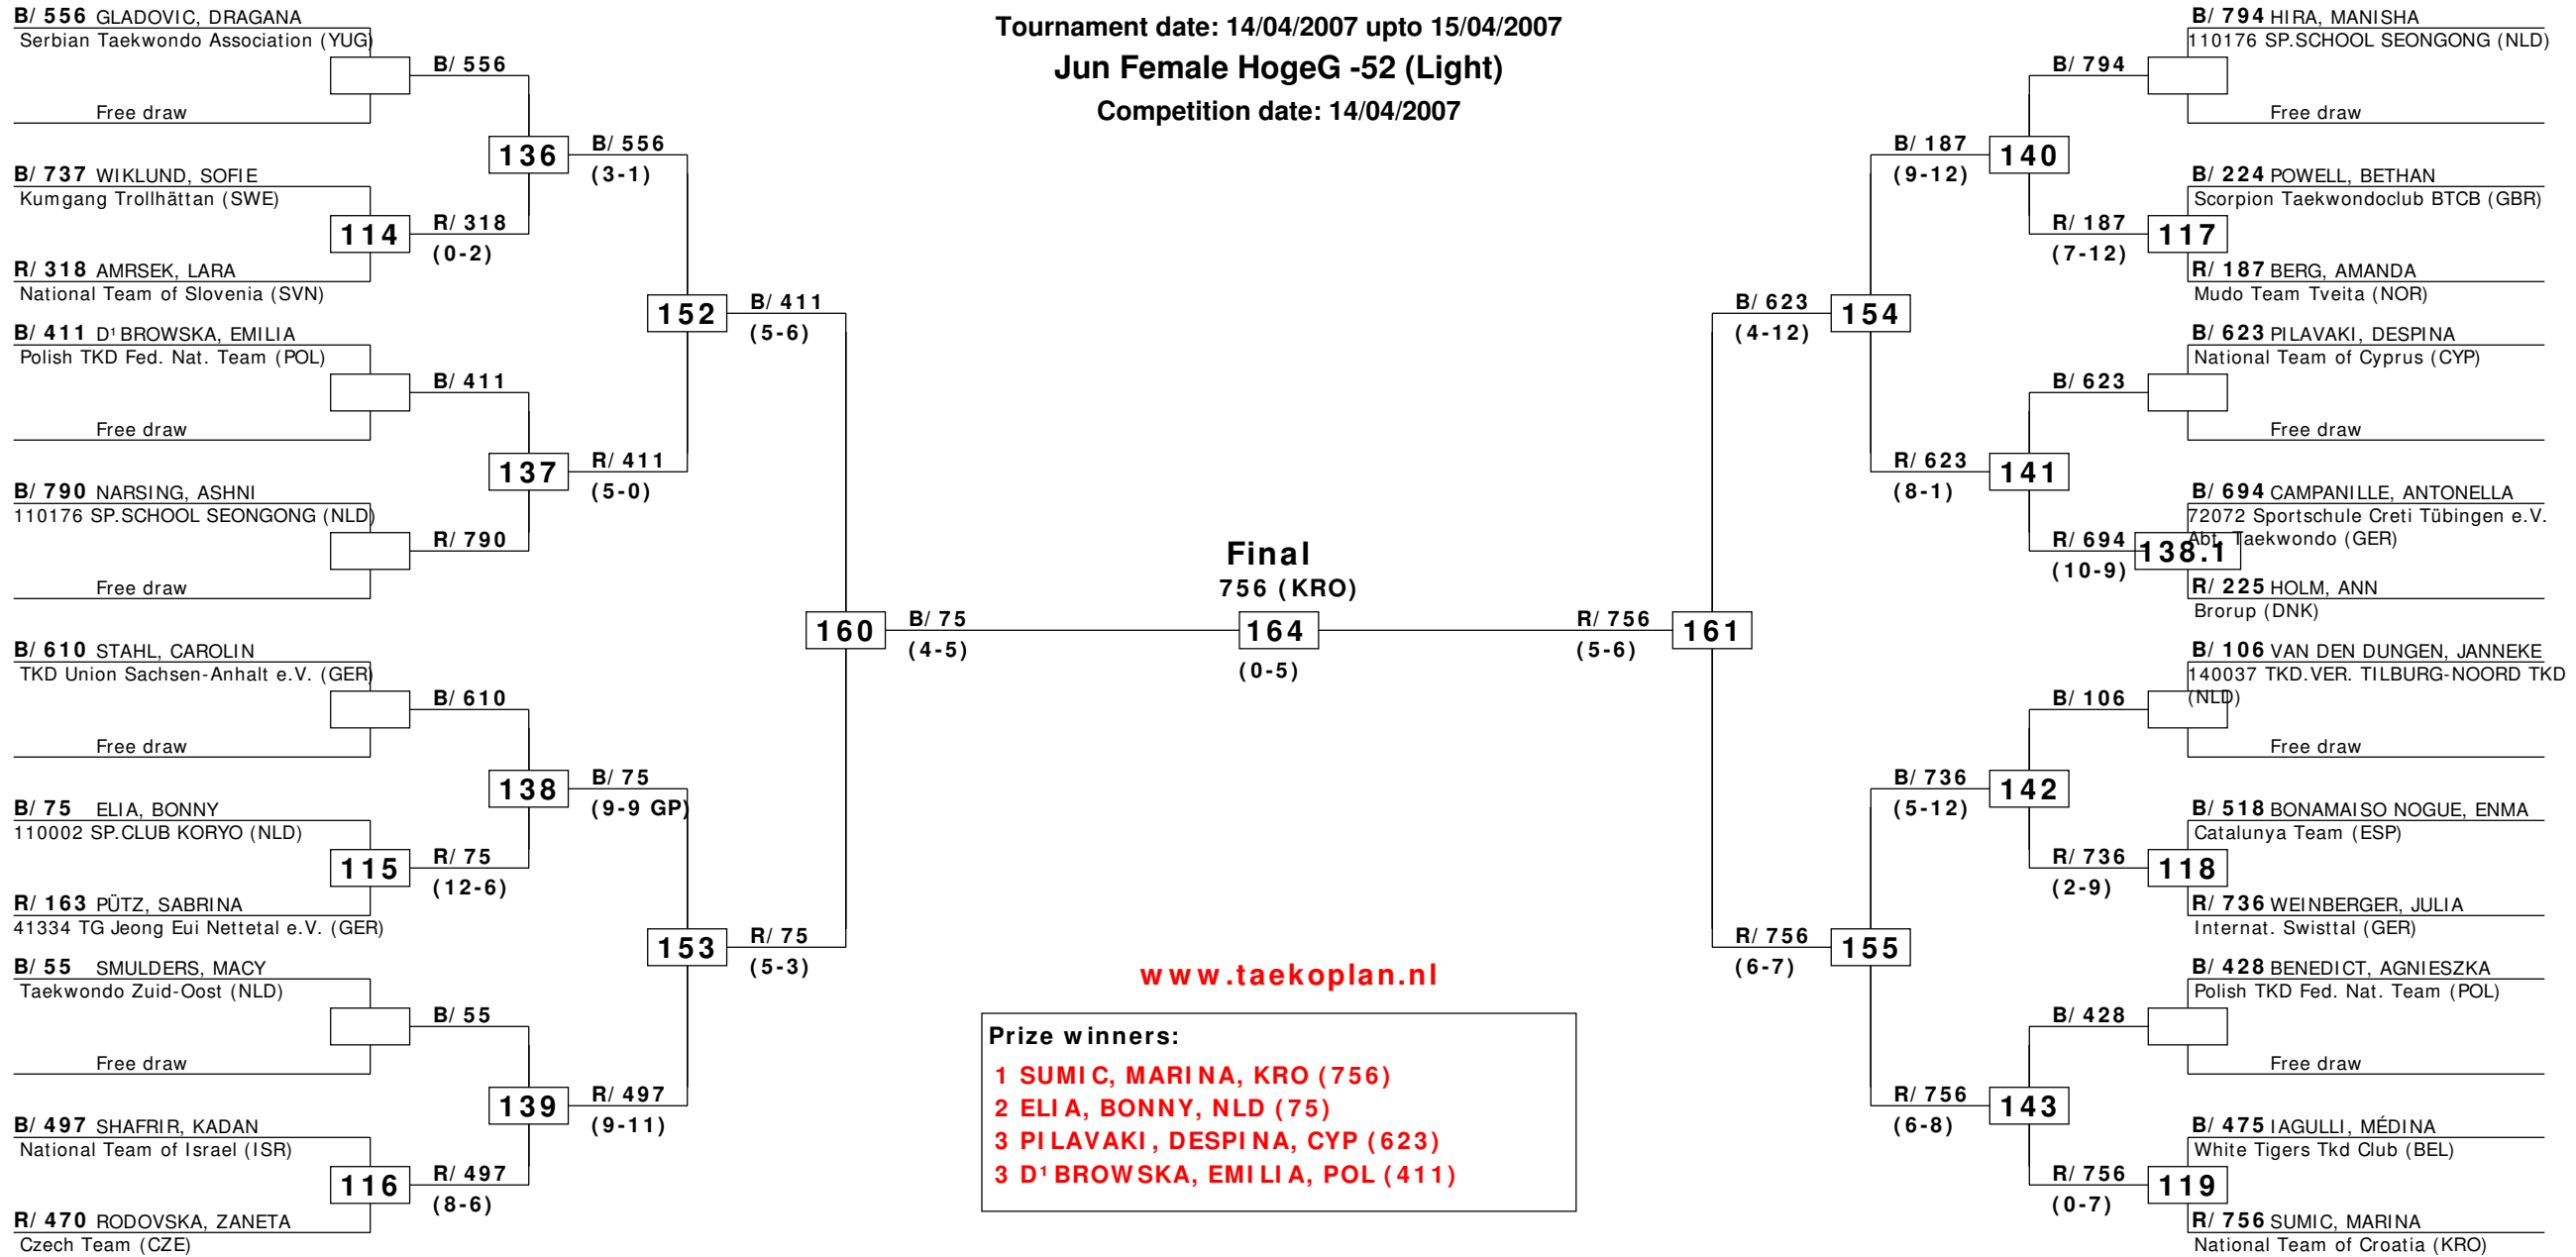 Tournament date: 14/04/2007 upto 15/04/2007
Jun Female HogeG -52 (Light)
Competition date: 14/04/2007
B/ 556 GLADOVIC, DRAGANA
Serbian Taekwondo Association (YUG)
B/ 556
Free draw
136
B/ 556
(3-1)
B/ 737 WIKLUND, SOFIE
Kumgang Trollhättan (SWE)
114
R/ 318
(0-2)
R/ 318 AMRSEK, LARA
National Team of Slovenia (SVN)
152
B/ 411
(5-6)
B/ 411 D¹BROWSKA, EMILIA
Polish TKD Fed. Nat. Team (POL)
B/ 411
Free draw
137
R/ 411
(5-0)
B/ 790 NARSING, ASHNI
110176 SP.SCHOOL SEONGONG (NLD)
R/ 790
Free draw
160
B/ 75
(4-5)
B/ 610 STAHL, CAROLIN
TKD Union Sachsen-Anhalt e.V. (GER)
B/ 610
Free draw
138
B/ 75
(9-9 GP)
B/ 75 ELIA, BONNY
110002 SP.CLUB KORYO (NLD)
115
R/ 75
(12-6)
R/ 163 PÜTZ, SABRINA
41334 TG Jeong Eui Nettetal e.V. (GER)
153
R/ 75
(5-3)
B/ 55 SMULDERS, MACY
Taekwondo Zuid-Oost (NLD)
B/ 55
Free draw
139
R/ 497
(9-11)
B/ 497 SHAFRIR, KADAN
National Team of Israel (ISR)
116
R/ 497
(8-6)
R/ 470 RODOVSKA, ZANETA
Czech Team (CZE)
Final
756 (KRO)
164
(0-5)
B/ 794 HIRA, MANISHA
110176 SP.SCHOOL SEONGONG (NLD)
B/ 794
Free draw
B/ 187
(9-12)
140
B/ 224 POWELL, BETHAN
Scorpion Taekwondoclub BTCB (GBR)
R/ 187
(7-12)
117
R/ 187 BERG, AMANDA
Mudo Team Tveita (NOR)
B/ 623
(4-12)
154
B/ 623 PILAVAKI, DESPINA
National Team of Cyprus (CYP)
B/ 623
Free draw
R/ 623
(8-1)
141
B/ 694 CAMPANILLE, ANTONELLA
72072 Sportschule Creti Tübingen e.V.
Abt. Taekwondo (GER)
R/ 694
(10-9)
138.1
R/ 225 HOLM, ANN
Brorup (DNK)
R/ 756
(5-6)
161
B/ 106 VAN DEN DUNGEN, JANNEKE
140037 TKD.VER. TILBURG-NOORD TKD
(NLD)
B/ 106
Free draw
B/ 736
(5-12)
142
B/ 518 BONAMAISO NOGUE, ENMA
Catalunya Team (ESP)
R/ 736
(2-9)
118
R/ 736 WEINBERGER, JULIA
Internat. Swisttal (GER)
R/ 756
(6-7)
155
B/ 428 BENEDICT, AGNIESZKA
Polish TKD Fed. Nat. Team (POL)
B/ 428
Free draw
R/ 756
(6-8)
143
B/ 475 IAGULLI, MÉDINA
White Tigers Tkd Club (BEL)
R/ 756
(0-7)
119
R/ 756 SUMIC, MARINA
National Team of Croatia (KRO)
www.taekoplan.nl
Prize winners:
1 SUMIC, MARINA, KRO (756)
2 ELIA, BONNY, NLD (75)
3 PILAVAKI, DESPINA, CYP (623)
3 D¹BROWSKA, EMILIA, POL (411)